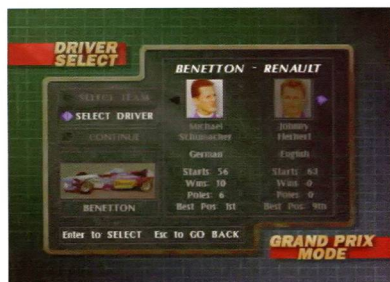 DRIVER
SELECT
BENETTON - RENAULT
SELECT TEAM
SELECT DRIVER
CONTINUE
Michael
Schumacher
Johnny
Herbert
German
English
Starts: 56
Wins: 10
Poles: 6
Best Pos: 1st
Starts: 63
Wins: 0
Poles: 0
Best Pos: 9th
BENETTON
Enter to SELECT Esc to GO BACK
GRAND PRIX
MODE